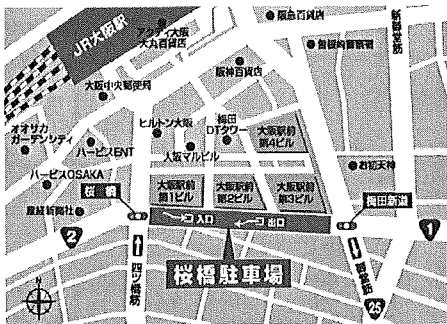 JR大阪駅
アクティ大阪
大丸百貨店
阪急百貨店
新御堂筋
曽根崎警察署
大阪中央郵便局
阪神百貨店
オオサカ
ガーデンシティ
ヒルトン大阪
梅田
DTタワー
大阪駅前
第4ビル
ハービスENT
大阪マルビル
お初天神
ハービスOSAKA
桜橋
大阪駅前
第1ビル
大阪駅前
第2ビル
大阪駅前
第3ビル
梅田新道
産経新聞社
入口
出口
2
1
四ツ橋筋
桜橋駐車場
御堂筋
25
N